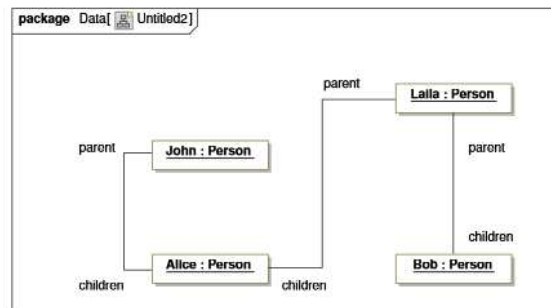 package Data[ Untitled2]
parent
Laila : Person
parent
John : Person
parent
children
Alice : Person
Bob : Person
children
children